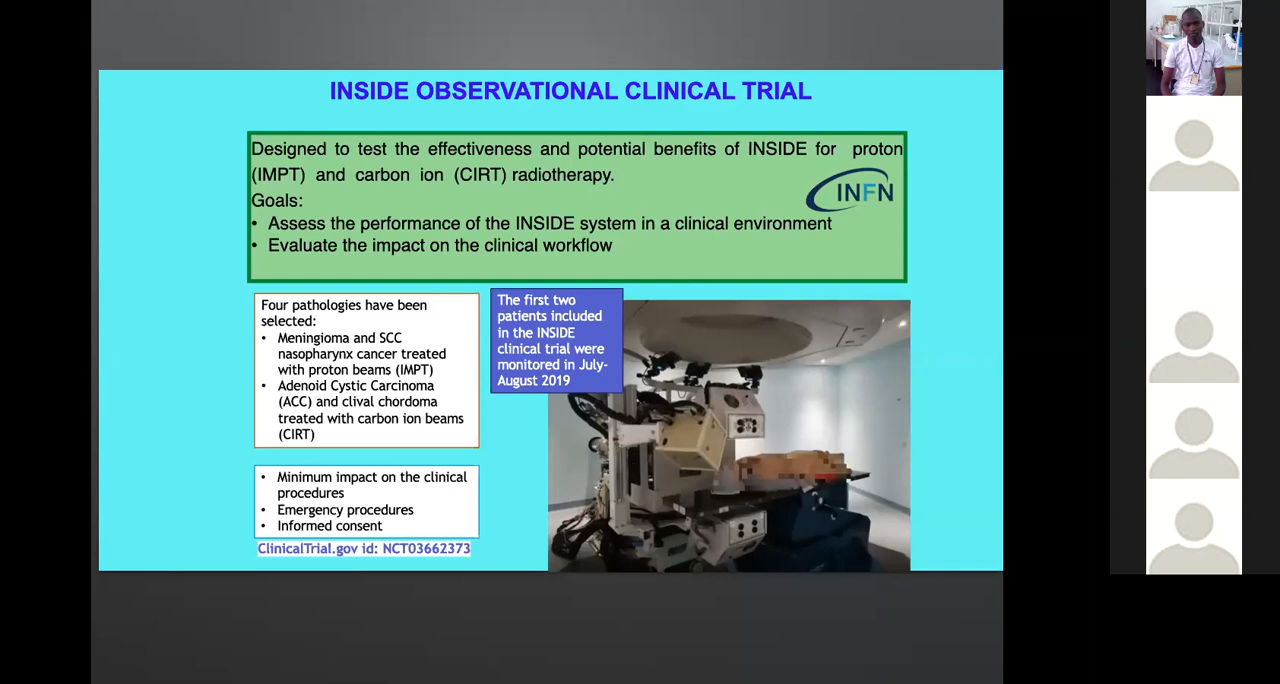 INSIDE OBSERVATIONAL CLINICAL TRIAL
Designed to test the effectiveness and potential benefits of INSIDE for proton
(IMPT) and carbon ion (CIRT) radiotherapy.
Goals:
• Assess the performance of the INSIDE system in a clinical environment
• Evaluate the impact on the clinical workflow
INFN
Four pathologies have been
selected:
• Meningioma and SCC
nasopharynx cancer treated
with proton beams (IMPT)
• Adenoid Cystic Carcinoma
(ACC) and clival chordoma
treated with carbon ion beams
(CIRT)
The first two
patients included
in the INSIDE
clinical trial were
monitored in July-
August 2019
• Minimum impact on the clinical
procedures
• Emergency procedures
• Informed consent
ClinicalTrial.gov id: NCT03662373